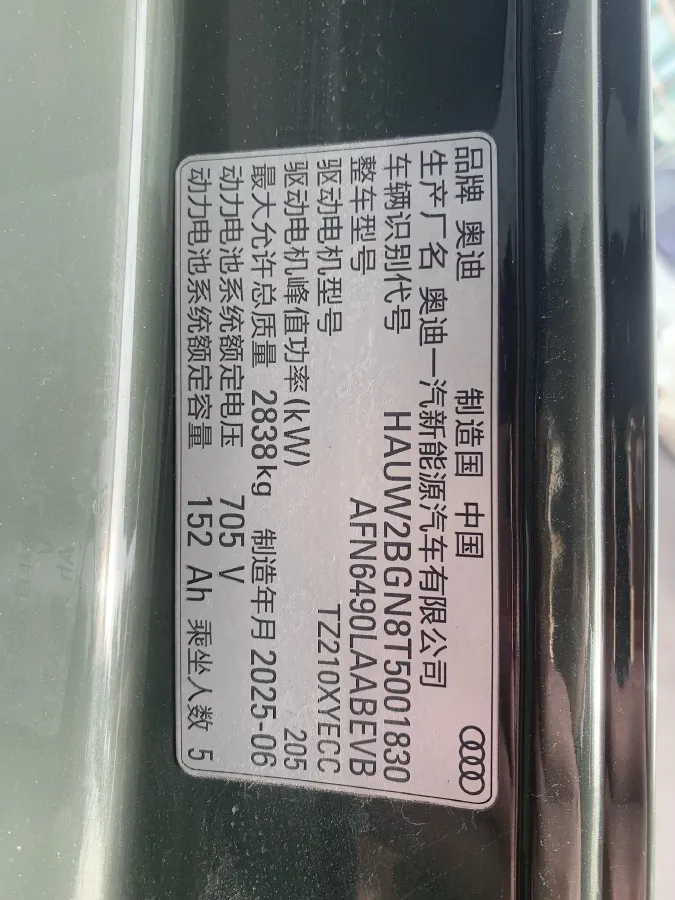 品牌 奥迪 制造国 中国
生产厂名 奥迪一汽新能源汽车有限公司
车辆识别代号 HAUW2BGN8T5001830
整车型号 AFN6490LAABEVB
驱动电机型号 TZ210XYECC
驱动电机峰值功率(kW) 205
最大允许总质量 2838kg 制造年月 2025-06
动力电池系统额定电压 705 V
动力电池系统额定容量 152 Ah 乘坐人数 5